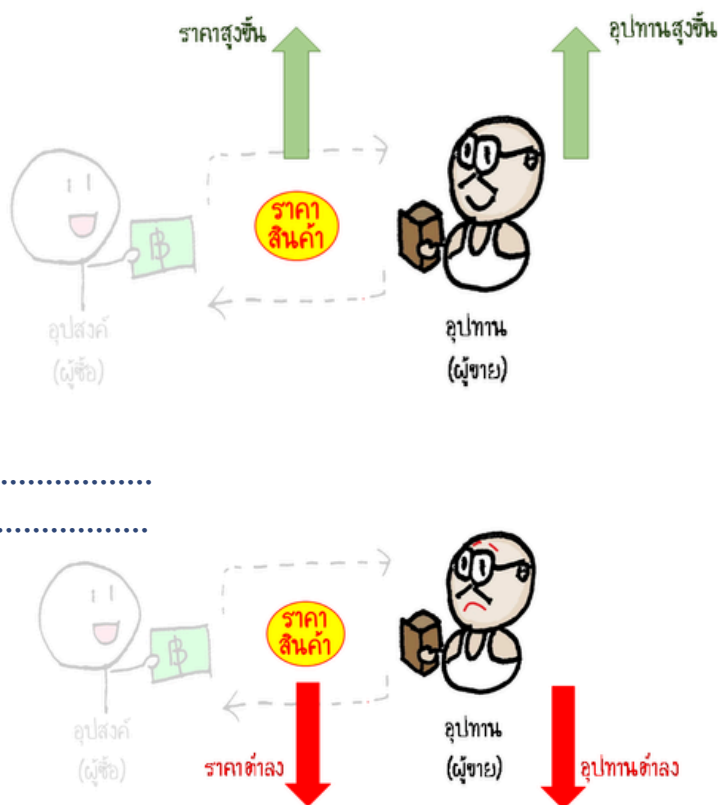 ราคาสูงขึ้น
อุปทานสูงขึ้น
ราคา
สินค้า
฿
อุปสงค์
(ผู้ซื้อ)
อุปทาน
(ผู้ขาย)
..................
..................
ราคา
สินค้า
฿
อุปสงค์
(ผู้ซื้อ)
อุปทาน
(ผู้ขาย)
ราคาต่ำลง
อุปทานต่ำลง